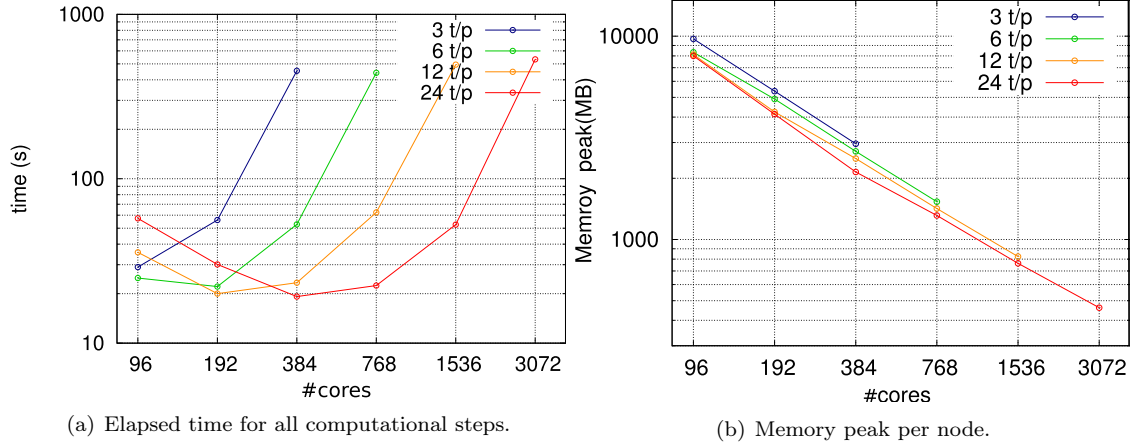 1000
100
10
time (s)
3 t/p
6 t/p
12 t/p
24 t/p
96 192 384 768 1536 3072
#cores
(a) Elapsed time for all computational steps.
10000
1000
Memroy peak(MB)
3 t/p
6 t/p
12 t/p
24 t/p
96 192 384 768 1536 3072
#cores
(b) Memory peak per node.